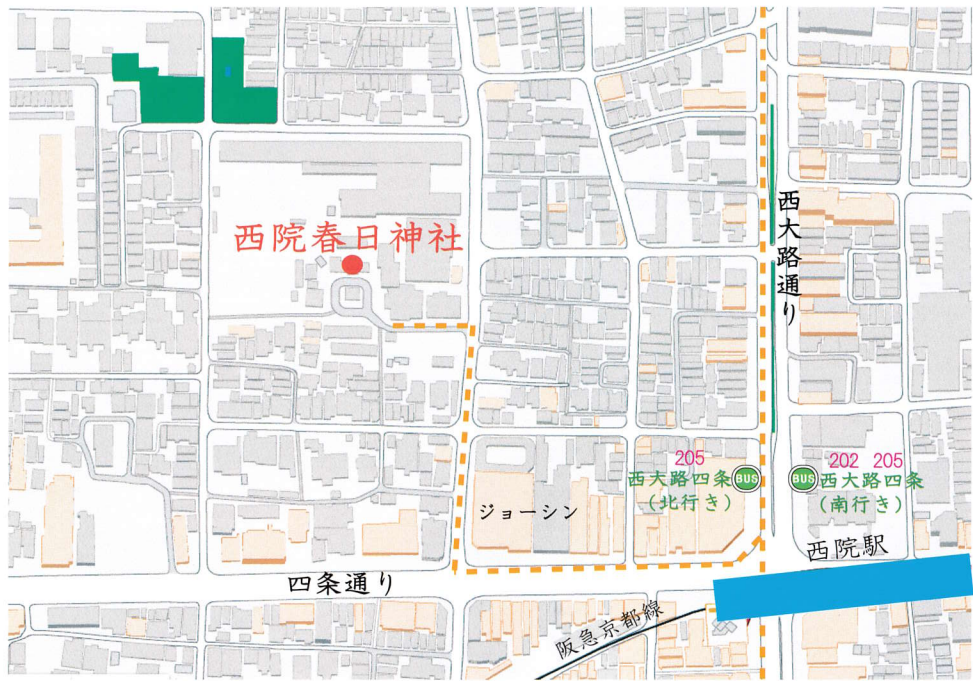 西院春日神社
西大路通り
205
西大路四条
(北行き)
BUS
BUS
202 205
西大路四条
(南行き)
ジョーシン
西院駅
四条通り
阪急京都線